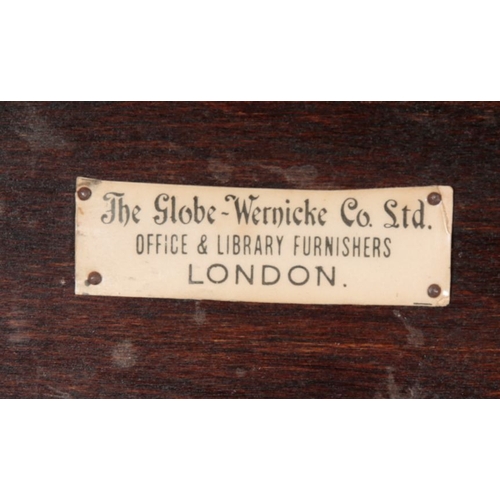 The Globe-Wernicke Co. Ltd.
OFFICE & LIBRARY FURNISHERS
LONDON.